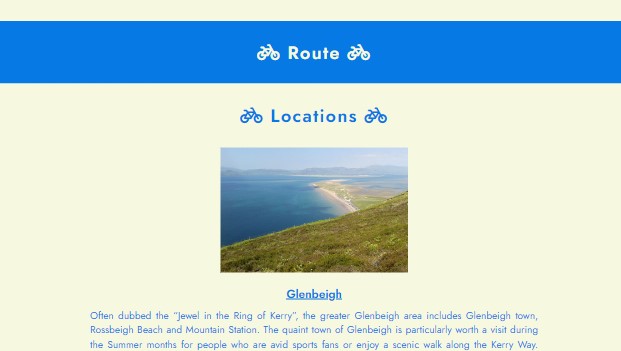 Route
Locations
Glenbeigh
Often dubbed the "Jewel in the Ring of Kerry", the greater Glenbeigh area includes Glenbeigh town,
Rossbeigh Beach and Mountain Station. The quaint town of Glenbeigh is particularly worth a visit during
the Summer months for people who are avid sports fans or enjoy a scenic walk along the Kerry Way.